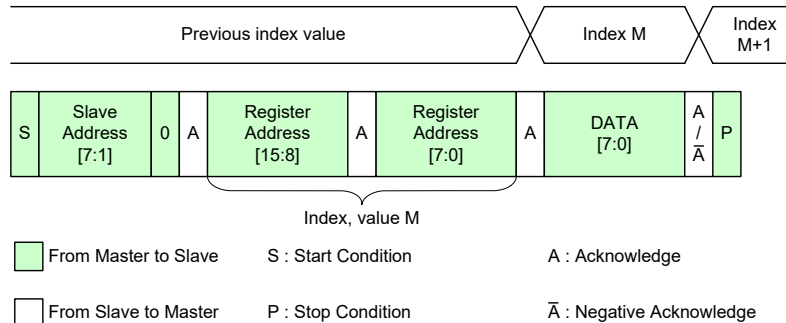 Previous index value
Index M
Index
M+1
S
Slave
Address
[7:1]
0
A
Register
Address
[15:8]
A
Register
Address
[7:0]
A
DATA
[7:0]
A
/
A̅
P
Index, value M
From Master to Slave
S : Start Condition
A : Acknowledge
From Slave to Master
P : Stop Condition
A̅ : Negative Acknowledge